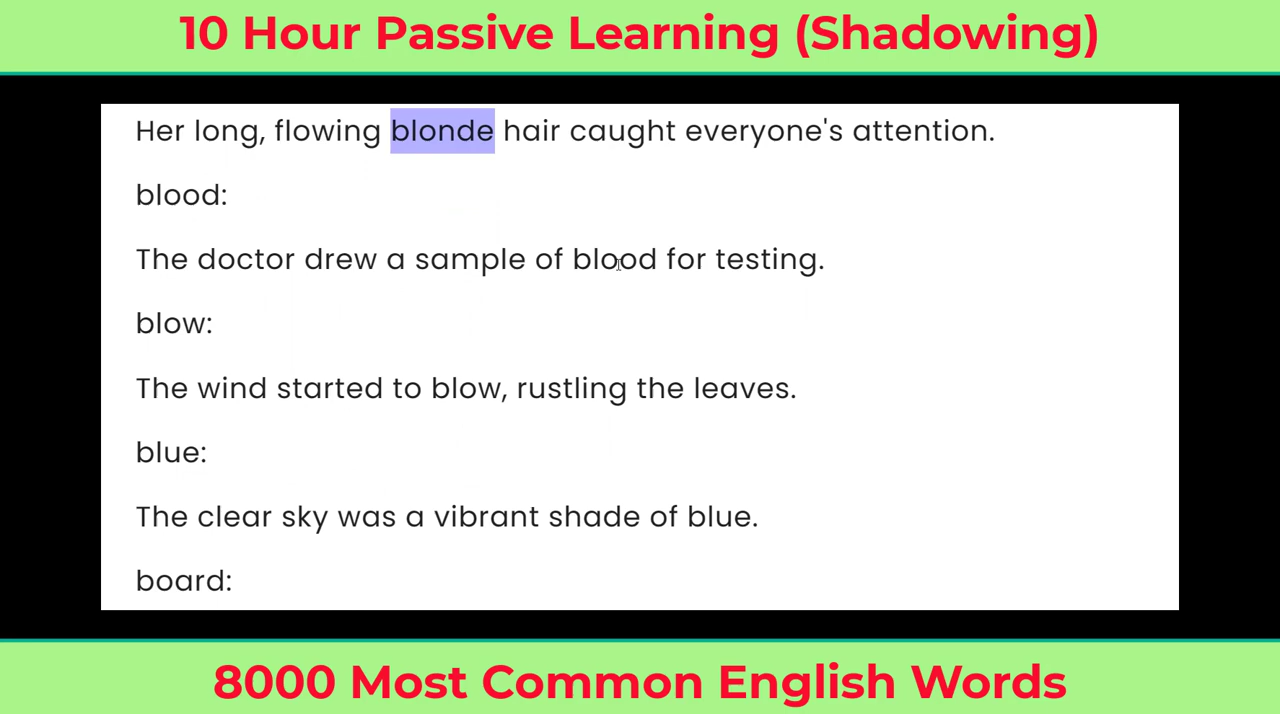 10 Hour Passive Learning (Shadowing)
Her long, flowing blonde hair caught everyone's attention.
blood:
The doctor drew a sample of blood for testing.
blow:
The wind started to blow, rustling the leaves.
blue:
The clear sky was a vibrant shade of blue.
board:
8000 Most Common English Words